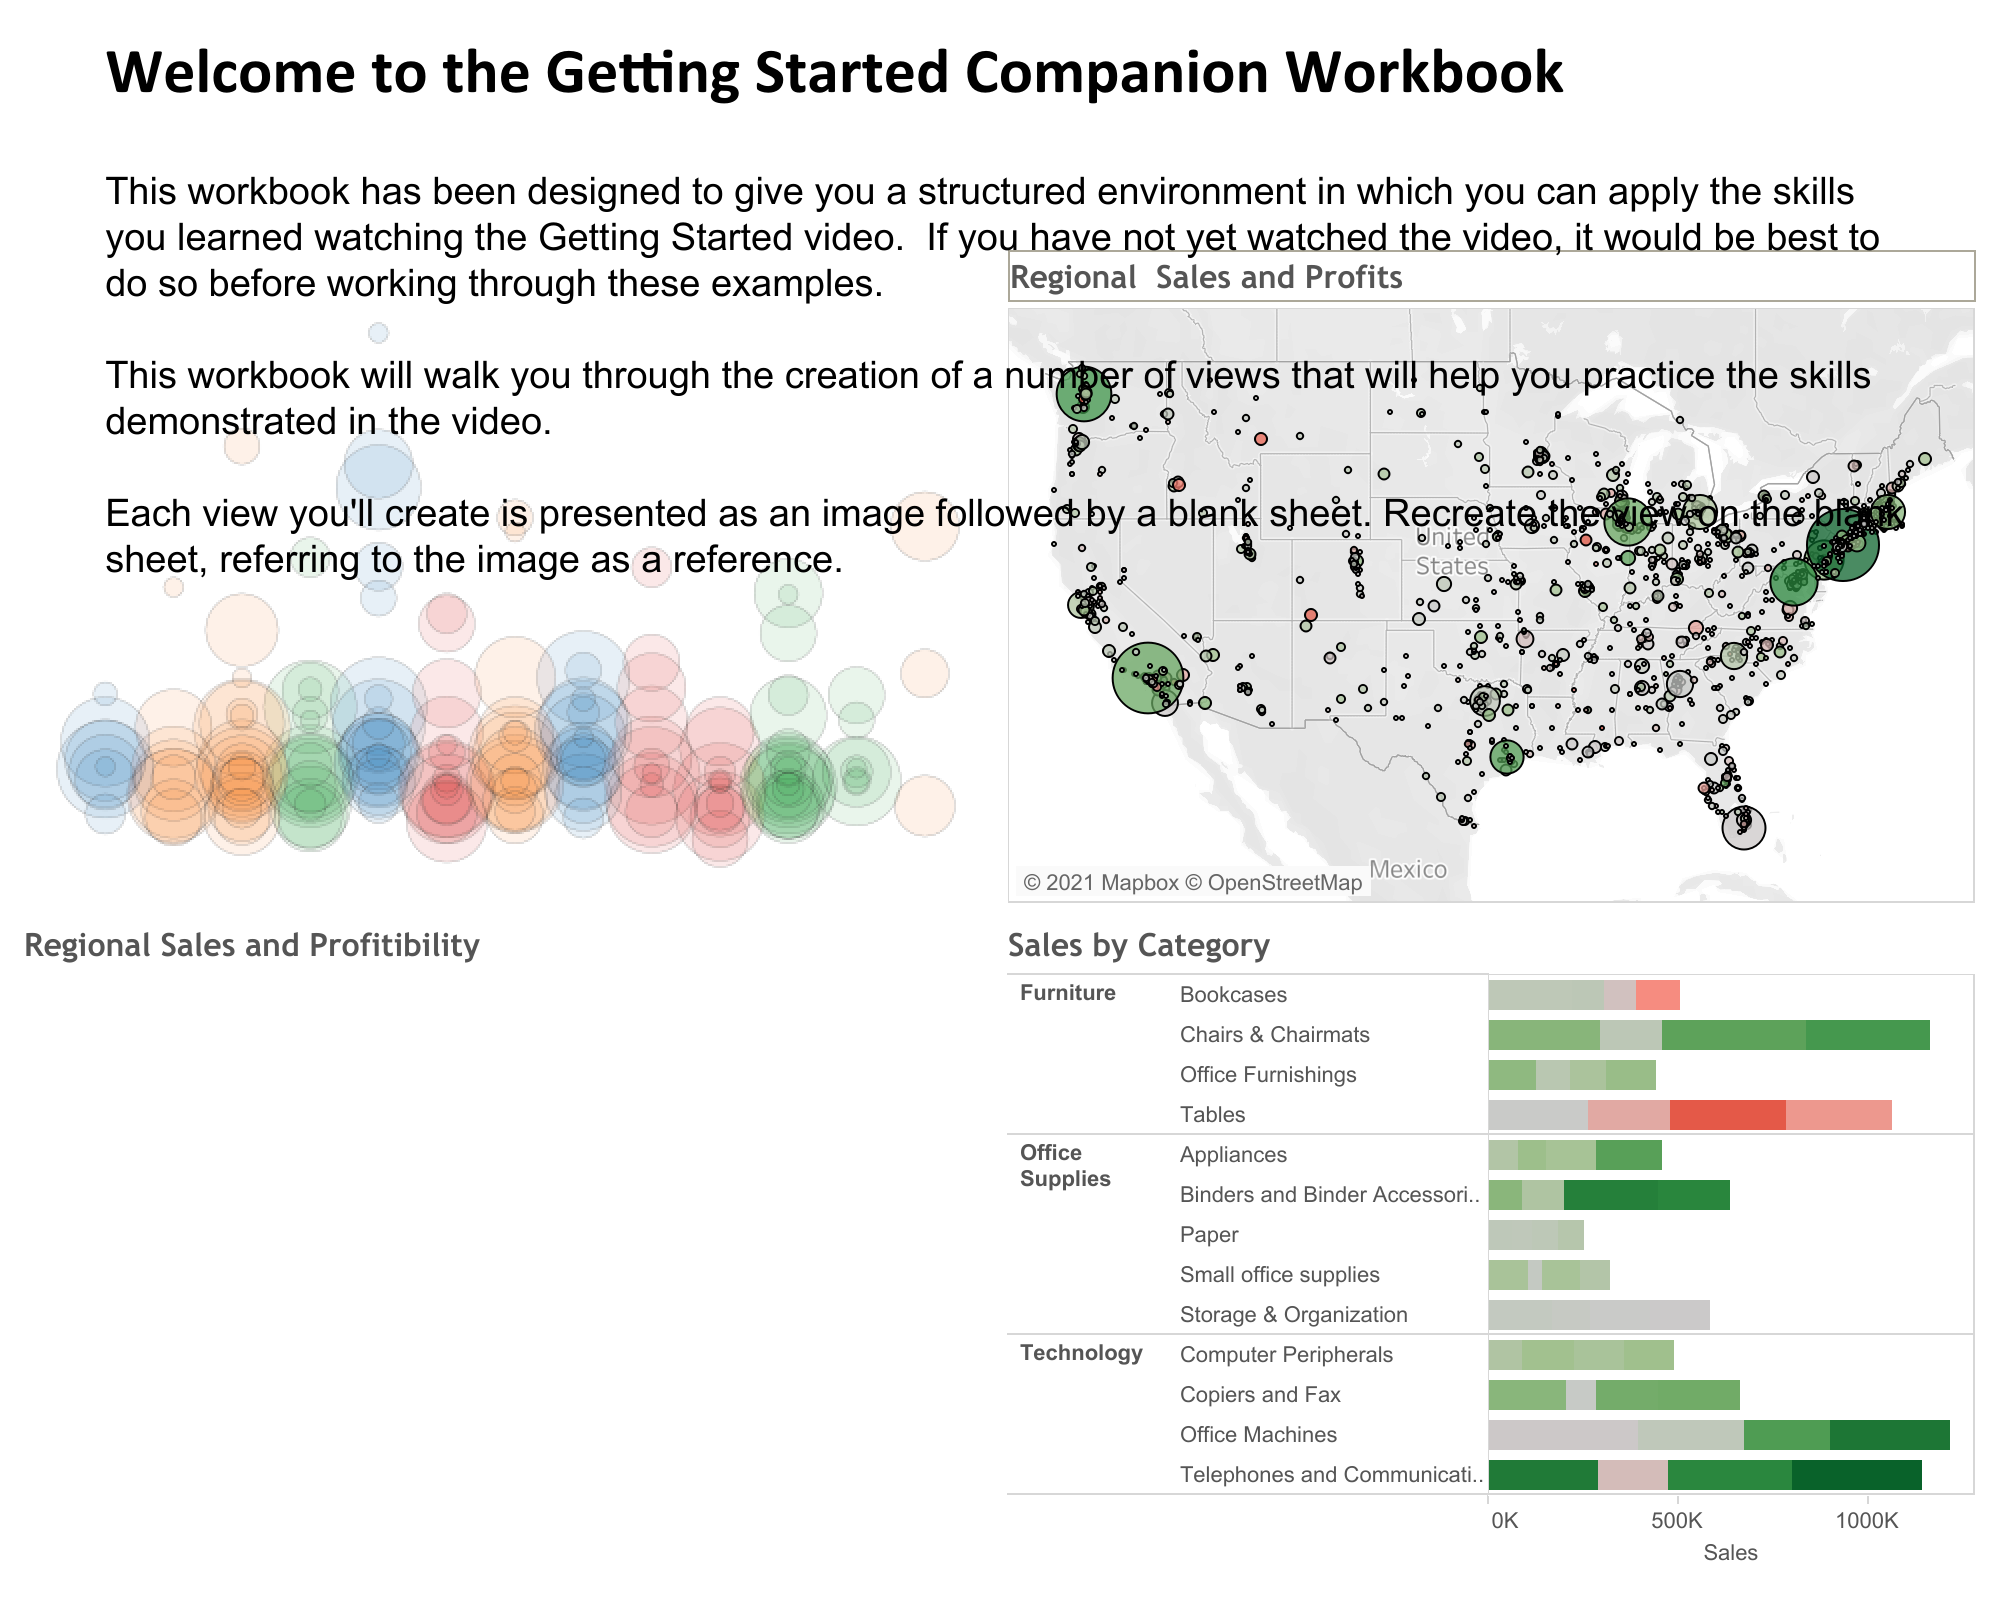 Welcome to the Getting Started Companion Workbook
This workbook has been designed to give you a structured environment in which you can apply the skills
you learned watching the Getting Started video.  If you have not yet watched the video, it would be best to
do so before working through these examples.
This workbook will walk you through the creation of a number of views that will help you practice the skills
demonstrated in the video.
Each view you'll create is presented as an image followed by a blank sheet. Recreate the view on the blank
sheet, referring to the image as a reference.
Regional  Sales and Profits
United
States
Mexico
© 2021 Mapbox © OpenStreetMap
Regional Sales and Profitibility
Sales by Category
Furniture
Bookcases
Chairs & Chairmats
Office Furnishings
Tables
Office
Supplies
Appliances
Binders and Binder Accessori..
Paper
Small office supplies
Storage & Organization
Technology
Computer Peripherals
Copiers and Fax
Office Machines
Telephones and Communicati..
0K
500K
1000K
Sales